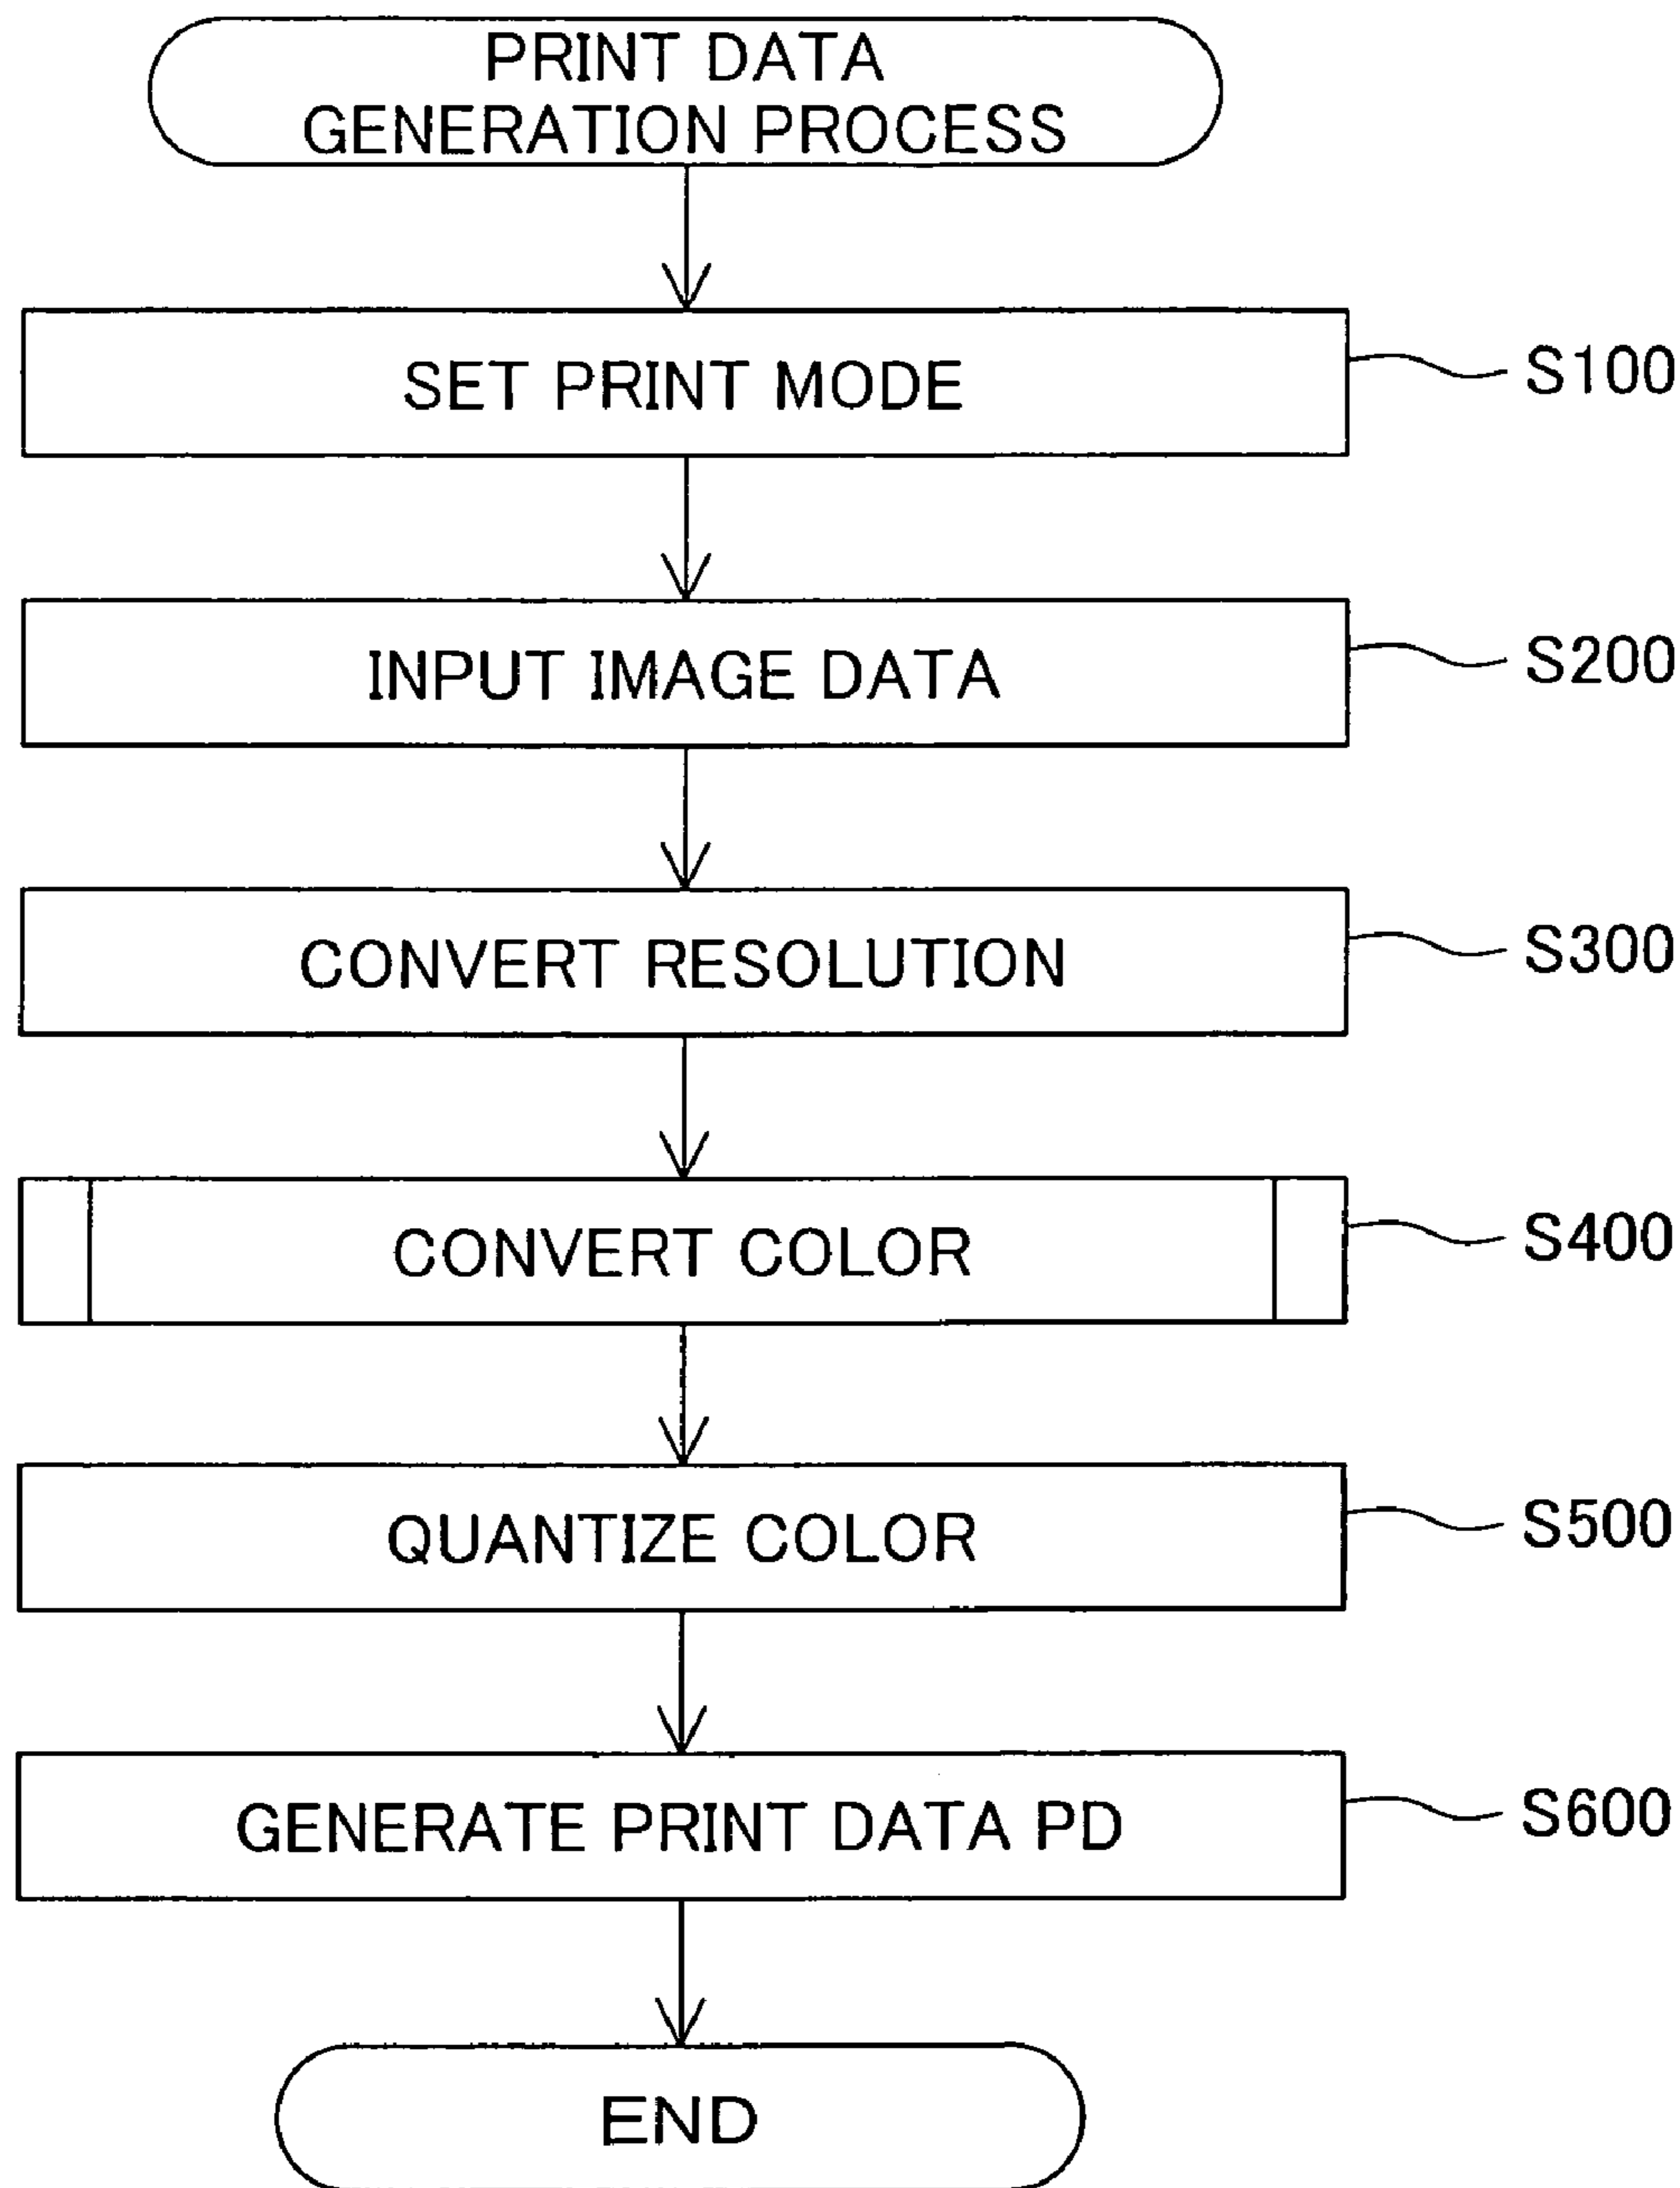 PRINT DATA
GENERATION PROCESS
SET PRINT MODE
S100
INPUT IMAGE DATA
S200
CONVERT RESOLUTION
S300
CONVERT COLOR
S400
QUANTIZE COLOR
S500
GENERATE PRINT DATA PD
S600
END